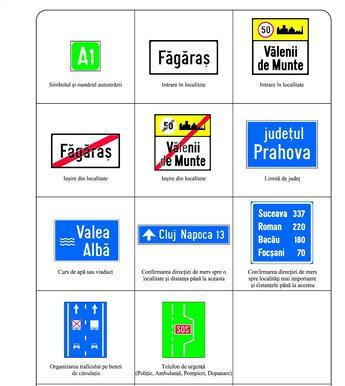 A1
Simbolul și numărul autostrăzii
Făgăraș
Intrare în localitate
50
Vălenii
de Munte
Intrare în localitate
Făgăraș
Ieșire din localitate
50
Vălenii
de Munte
Ieșire din localitate
județul
Prahova
Limită de județ
Valea
Albă
Curs de apă sau viaduct
Cluj Napoca 13
Confirmarea direcției de mers spre o
localitate și distanța până la aceasta
Suceava 337
Roman 220
Bacău 180
Focșani 70
Confirmarea direcției de mers
spre localități mai importante
și distanțele până la acestea
Organizarea traficului pe benzi
de circulație
SOS
Telefon de urgență
(Poliție, Ambulanță, Pompieri, Depanare)